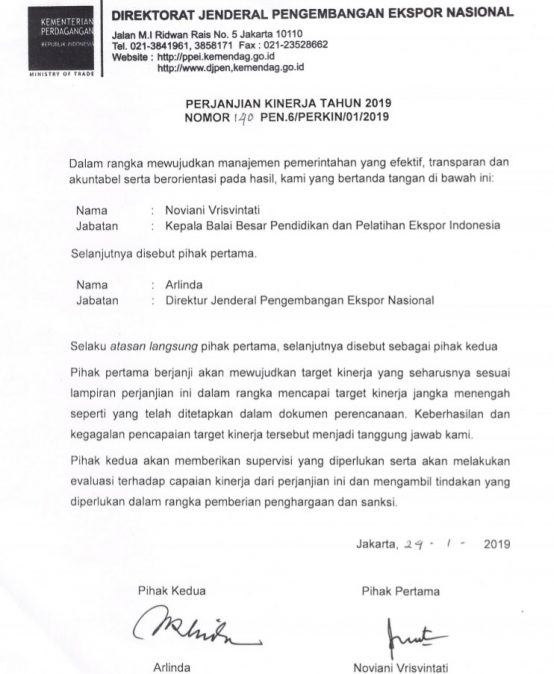 KEMENTERIAN
PERDAGANGAN
REPUBLIK INDONESIA
MINISTRY OF TRADE
DIREKTORAT JENDERAL PENGEMBANGAN EKSPOR NASIONAL
Jalan M.I Ridwan Rais No. 5 Jakarta 10110
Tel. 021-3841961, 3858171 Fax : 021-23528662
Website : http://ppei.kemendag.go.id
http://www.djpen,kemendag.go.id
PERJANJIAN KINERJA TAHUN 2019
NOMOR 190 PEN.6/PERKIN/01/2019
Dalam rangka mewujudkan manajemen pemerintahan yang efektif, transparan dan
akuntabel serta berorientasi pada hasil, kami yang bertanda tangan di bawah ini:
Nama : Noviani Vrisvintati
Jabatan : Kepala Balai Besar Pendidikan dan Pelatihan Ekspor Indonesia
Selanjutnya disebut pihak pertama.
Nama : Arlinda
Jabatan : Direktur Jenderal Pengembangan Ekspor Nasional
Selaku atasan langsung pihak pertama, selanjutnya disebut sebagai pihak kedua
Pihak pertama berjanji akan mewujudkan target kinerja yang seharusnya sesuai
lampiran perjanjian ini dalam rangka mencapai target kinerja jangka menengah
seperti yang telah ditetapkan dalam dokumen perencanaan. Keberhasilan dan
kegagalan pencapaian target kinerja tersebut menjadi tanggung jawab kami.
Pihak kedua akan memberikan supervisi yang diperlukan serta akan melakukan
evaluasi terhadap capaian kinerja dari perjanjian ini dan mengambil tindakan yang
diperlukan dalam rangka pemberian penghargaan dan sanksi.
Jakarta, 29 - 1 - 2019
Pihak Kedua
Pihak Pertama
Arlinda
Noviani Vrisvintati